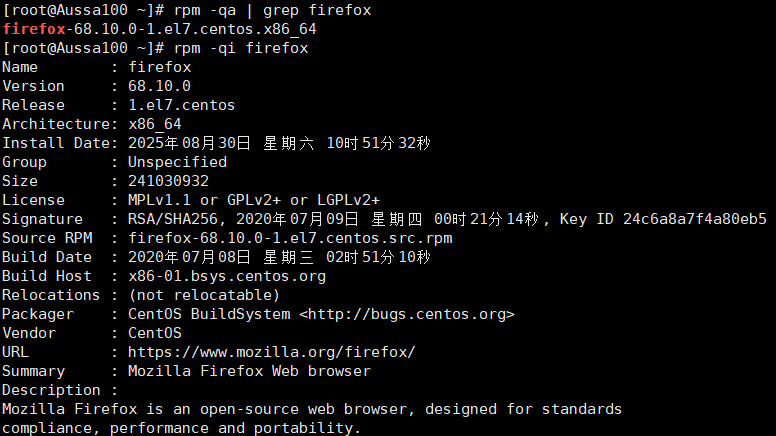 [root@Aussa100 ~]# rpm -qa | grep firefox
firefox-68.10.0-1.el7.centos.x86_64
[root@Aussa100 ~]# rpm -qi firefox
Name        : firefox
Version     : 68.10.0
Release     : 1.el7.centos
Architecture: x86_64
Install Date: 2025年08月30日 星期六 10时51分32秒
Group       : Unspecified
Size        : 241030932
License     : MPLv1.1 or GPLv2+ or LGPLv2+
Signature   : RSA/SHA256, 2020年07月09日 星期四 00时21分14秒, Key ID 24c6a8a7f4a80eb5
Source RPM  : firefox-68.10.0-1.el7.centos.src.rpm
Build Date  : 2020年07月08日 星期三 02时51分10秒
Build Host  : x86-01.bsys.centos.org
Relocations : (not relocatable)
Packager    : CentOS BuildSystem <http://bugs.centos.org>
Vendor      : CentOS
URL         : https://www.mozilla.org/firefox/
Summary     : Mozilla Firefox Web browser
Description :
Mozilla Firefox is an open-source web browser, designed for standards
compliance, performance and portability.